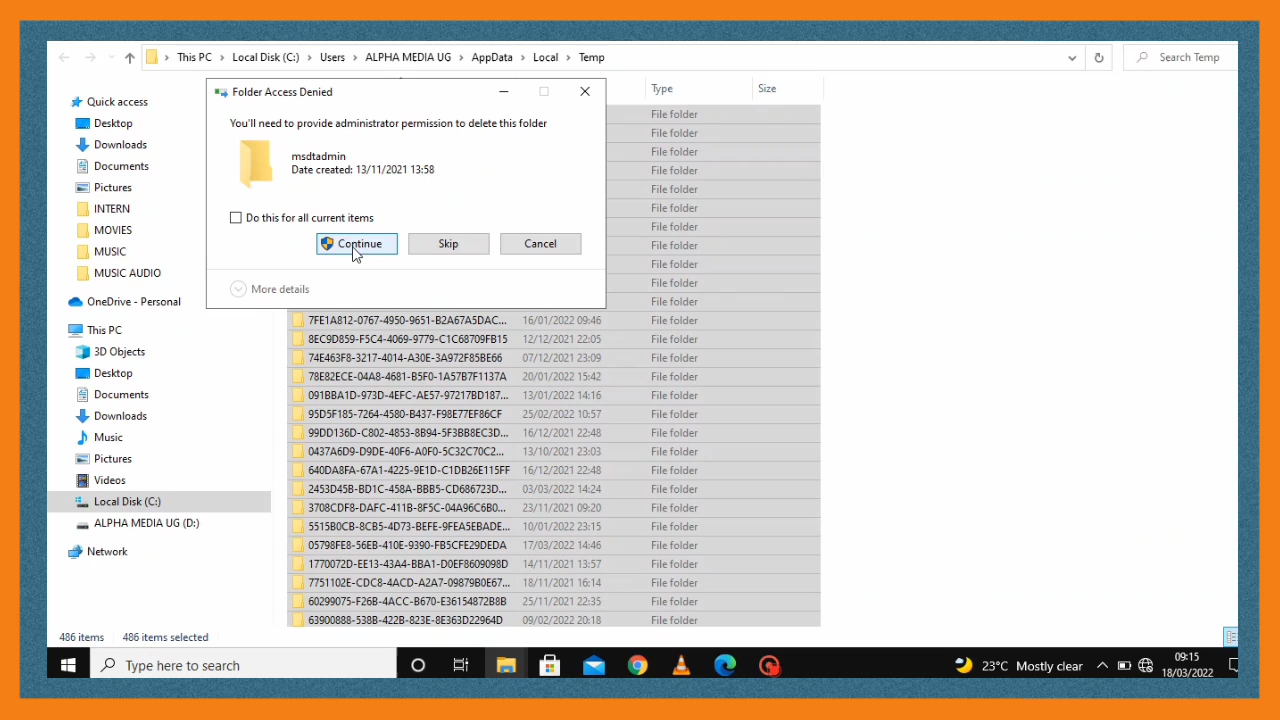 This PC > Local Disk (C:) > Users > ALPHA MEDIA UG > AppData > Local > Temp
Search Temp
Folder Access Denied
You'll need to provide administrator permission to delete this folder
msdtadmin
Date created: 13/11/2021 13:58
Do this for all current items
Continue
Skip
Cancel
More details
Quick access
Desktop
Downloads
Documents
Pictures
INTERN
MOVIES
MUSIC
MUSIC AUDIO
OneDrive - Personal
This PC
3D Objects
Desktop
Documents
Downloads
Music
Pictures
Videos
Local Disk (C:)
ALPHA MEDIA UG (D:)
Network
Type Size
File folder
File folder
File folder
File folder
File folder
File folder
File folder
File folder
File folder
File folder
File folder
7FE1A812-0767-4950-9651-B2A67A5DAC... 16/01/2022 09:46 File folder
8EC9D859-F5C4-4069-9779-C1C68709FB15 12/12/2021 22:05 File folder
74E463F8-3217-4014-A30E-3A972F85BE66 07/12/2021 23:09 File folder
78E82ECE-04A8-4681-B5F0-1A57B7F1137A 20/01/2022 15:42 File folder
091BBA1D-973D-4EFC-AE57-97217BD187... 13/01/2022 14:16 File folder
95D5F185-7264-4580-B437-F98E77EF86CF 25/02/2022 10:57 File folder
99DD136D-C802-4853-8B94-5F3BB8EC3D... 16/12/2021 22:48 File folder
0437A6D9-D9DE-40F6-A0F0-5C32C70C2... 13/10/2021 23:03 File folder
640DA8FA-67A1-4225-9E1D-C1DB26E115FF 16/12/2021 22:48 File folder
2453D45B-BD1C-458A-BBB5-CD686723D... 03/03/2022 14:24 File folder
3708CDF8-DAFC-411B-8F5C-04A96C6B0... 23/11/2021 09:20 File folder
5515B0CB-8CB5-4D73-BEFE-9FEA5EBADE... 10/01/2022 23:15 File folder
05798FE8-56EB-410E-9390-FB5CFE29DEDA 17/03/2022 14:46 File folder
1770072D-EE13-43A4-BBA1-D0EF8609098D 14/11/2021 13:57 File folder
7751102E-CDC8-4ACD-A2A7-09879B0E67... 18/11/2021 16:14 File folder
60299075-F26B-4ACC-B670-E36154872B8B 25/11/2021 22:35 File folder
63900888-538B-422B-823E-8E363D22964D 09/02/2022 20:18 File folder
486 items 486 items selected
Type here to search
23°C Mostly clear
09:15
18/03/2022